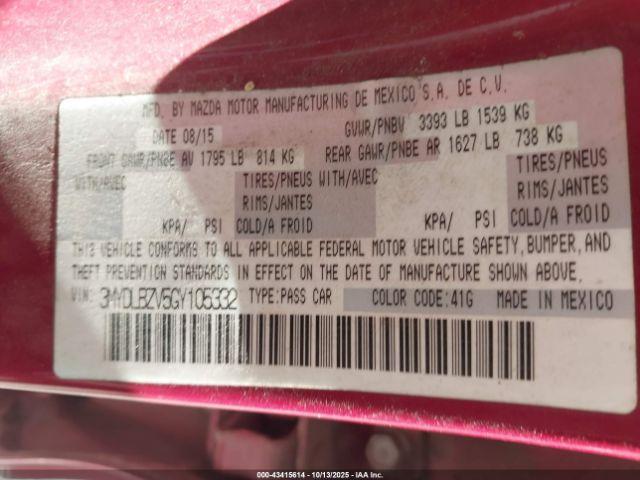 MFD. BY MAZDA MOTOR MANUFACTURING DE MEXICO S.A. DE C.V.
DATE 08/15 GVWR/PNBV 3393 LB 1539 KG
FRONT GAWR/PNBE AV 1795 LB 814 KG REAR GAWR/PNBE AR 1627 LB 738 KG
WITH/AVEC TIRES/PNEUS WITH/AVEC TIRES/PNEUS
RIMS/JANTES RIMS/JANTES
KPA/ PSI COLD/A FROID KPA/ PSI COLD/A FROID
THIS VEHICLE CONFORMS TO ALL APPLICABLE FEDERAL MOTOR VEHICLE SAFETY, BUMPER, AND
THEFT PREVENTION STANDARDS IN EFFECT ON THE DATE OF MANUFACTURE SHOWN ABOVE.
VIN: 3MYDLBZV5GY105332 TYPE:PASS CAR COLOR CODE:41G MADE IN MEXICO
000-43415614 | 10/13/2025 | IAA Inc.